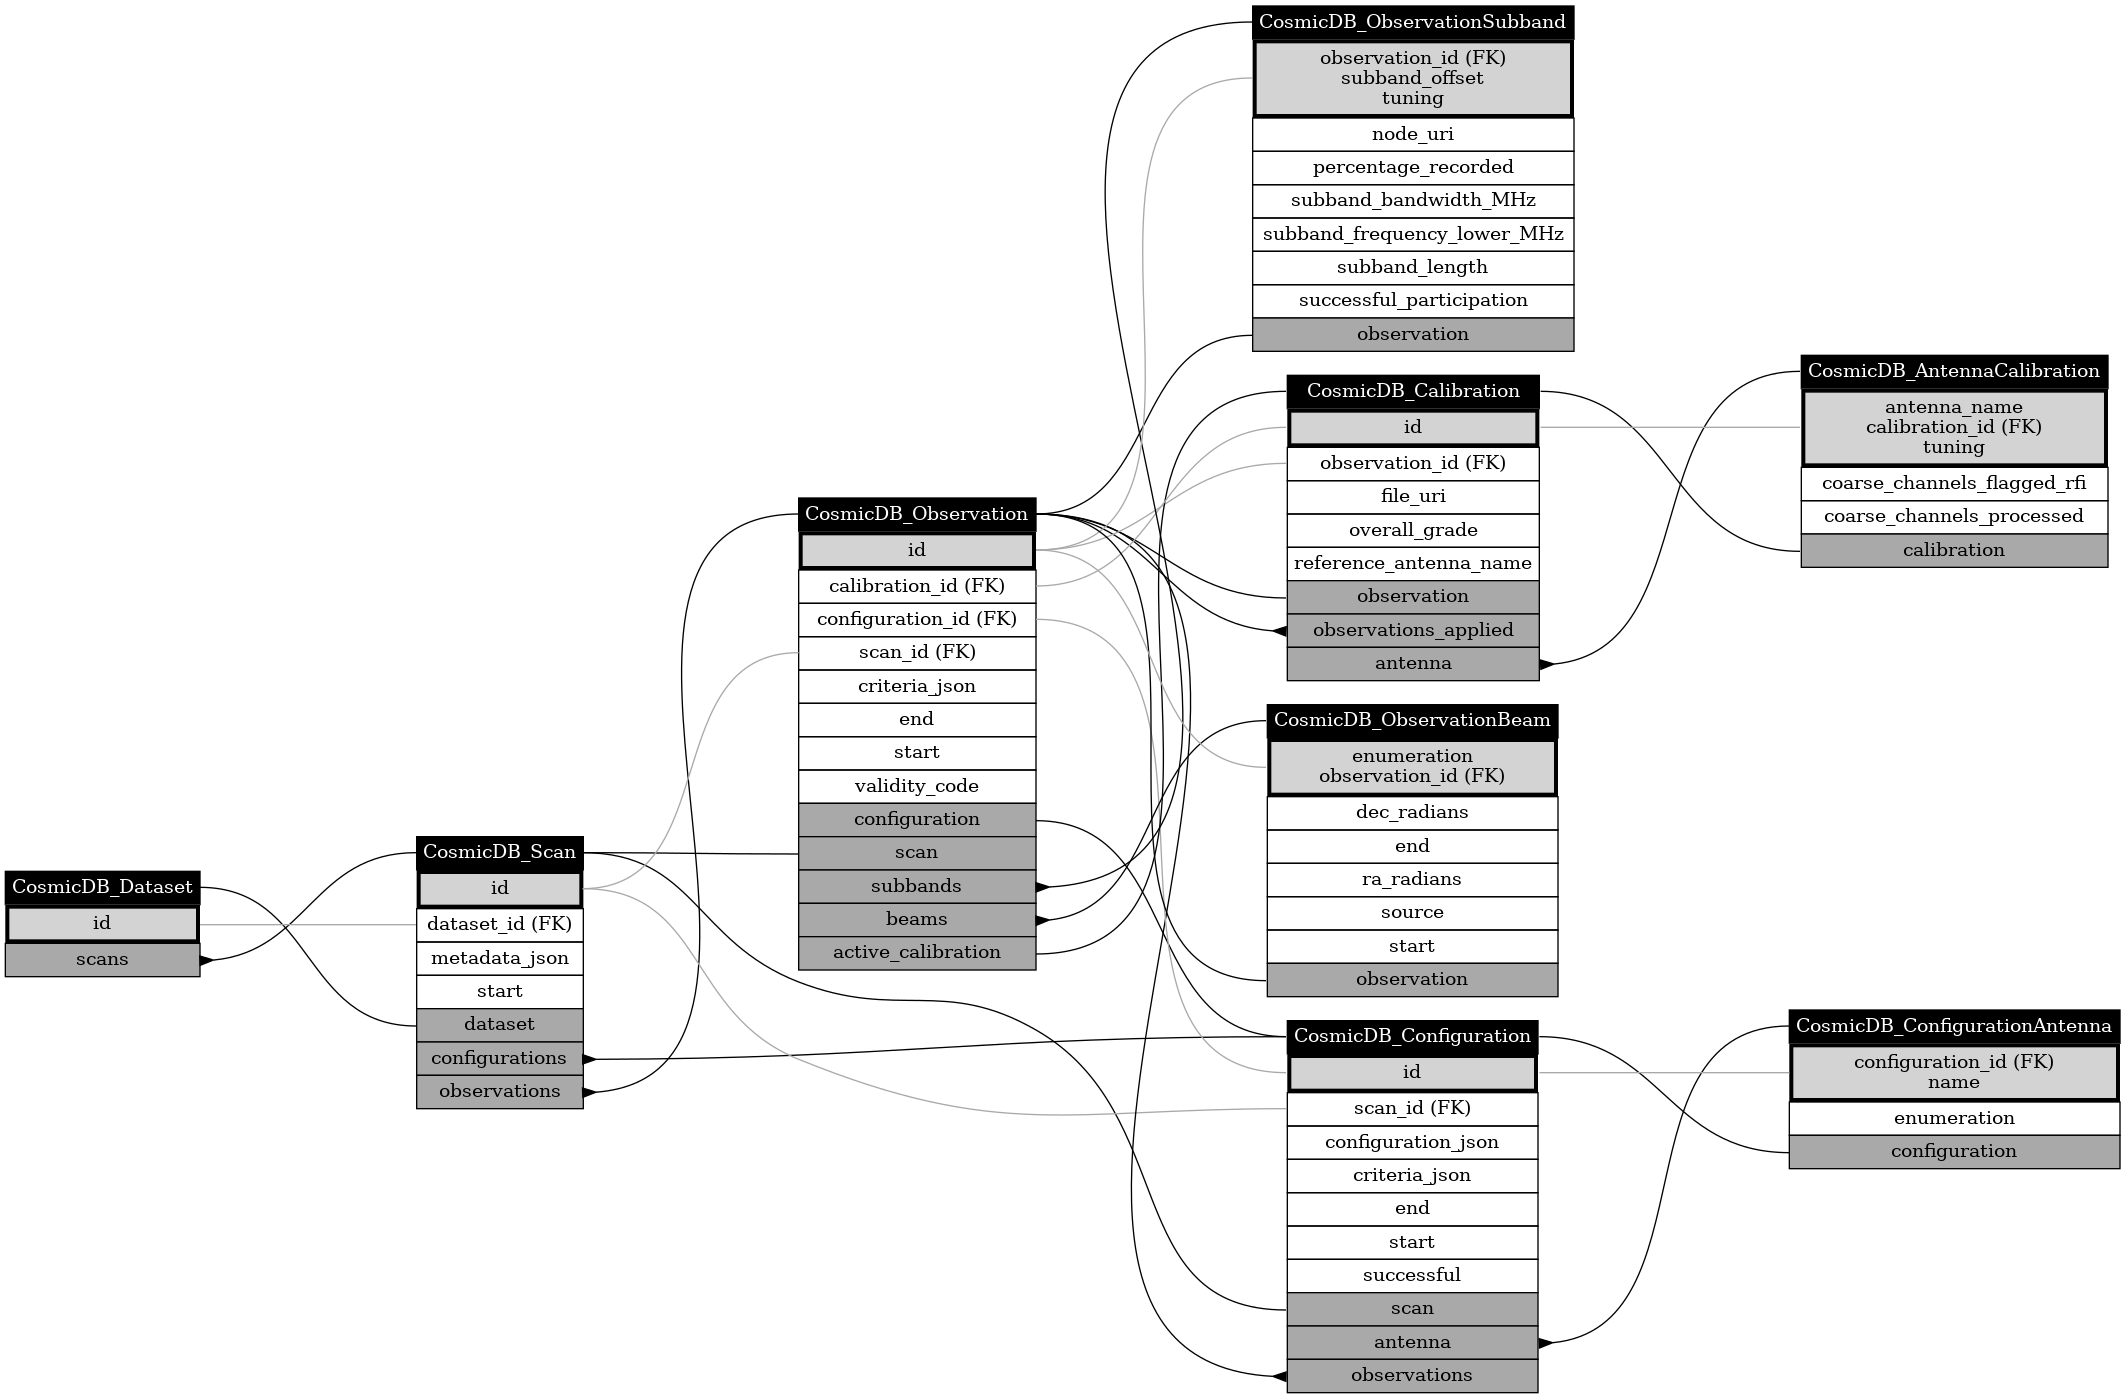 CosmicDB_ObservationSubband
observation_id (FK)
subband_offset
tuning
node_uri
percentage_recorded
subband_bandwidth_MHz
subband_frequency_lower_MHz
subband_length
successful_participation
observation
CosmicDB_Calibration
id
observation_id (FK)
file_uri
overall_grade
reference_antenna_name
observation
observations_applied
antenna
CosmicDB_AntennaCalibration
antenna_name
calibration_id (FK)
tuning
coarse_channels_flagged_rfi
coarse_channels_processed
calibration
CosmicDB_Observation
id
calibration_id (FK)
configuration_id (FK)
scan_id (FK)
criteria_json
end
start
validity_code
configuration
scan
subbands
beams
active_calibration
CosmicDB_ObservationBeam
enumeration
observation_id (FK)
dec_radians
end
ra_radians
source
start
observation
CosmicDB_Scan
id
dataset_id (FK)
metadata_json
start
dataset
configurations
observations
CosmicDB_Dataset
id
scans
CosmicDB_Configuration
id
scan_id (FK)
configuration_json
criteria_json
end
start
successful
scan
antenna
observations
CosmicDB_ConfigurationAntenna
configuration_id (FK)
name
enumeration
configuration